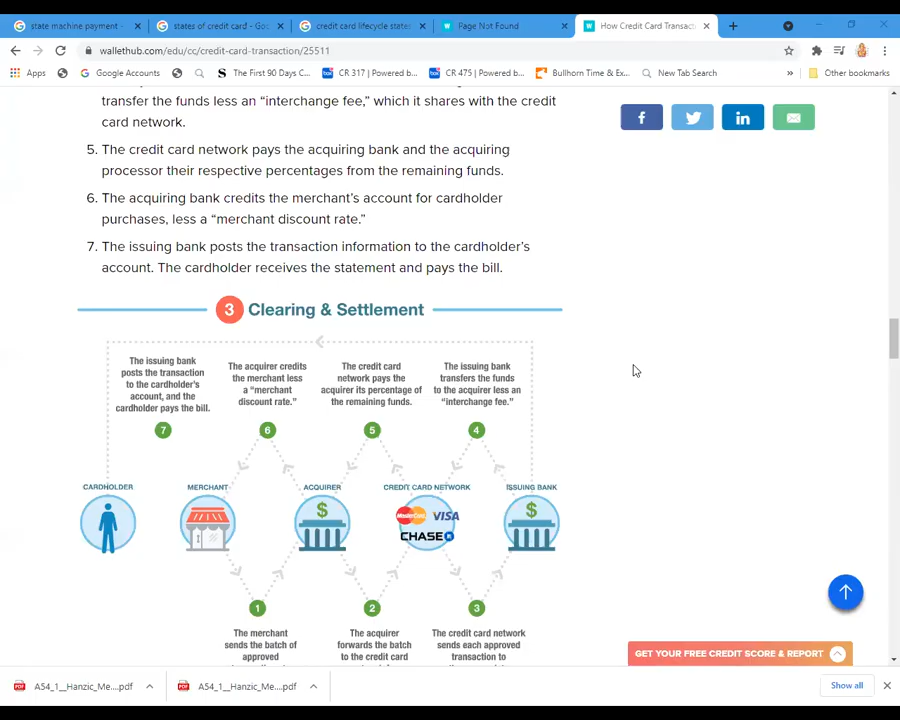 state machine payment -
states of credit card - Goo
credit card lifecycle states
Page Not Found
How Credit Card Transac
wallethub.com/edu/cc/credit-card-transaction/25511
Apps
Google Accounts
The First 90 Days C...
CR 317 | Powered b...
CR 475 | Powered b...
Bullhorn Time & Ex...
New Tab Search
»
Other bookmarks
transfer the funds less an “interchange fee,” which it shares with the credit
card network.
5. The credit card network pays the acquiring bank and the acquiring
processor their respective percentages from the remaining funds.
6. The acquiring bank credits the merchant’s account for cardholder
purchases, less a “merchant discount rate.”
7. The issuing bank posts the transaction information to the cardholder’s
account. The cardholder receives the statement and pays the bill.
3 Clearing & Settlement
The issuing bank
posts the transaction
to the cardholder’s
account, and the
cardholder pays the bill.
7
The acquirer credits
the merchant less
a “merchant
discount rate.”
6
The credit card
network pays the
acquirer its percentage of
the remaining funds.
5
The issuing bank
transfers the funds
to the acquirer less an
“interchange fee.”
4
CARDHOLDER
MERCHANT
ACQUIRER
CREDIT CARD NETWORK
ISSUING BANK
$
MasterCard
VISA
CHASE
$
1
2
3
The merchant
sends the batch of
approved
The acquirer
forwards the batch
to the credit card
The credit card network
sends each approved
transaction to
GET YOUR FREE CREDIT SCORE & REPORT
A54_1__Hanzic_Me....pdf
A54_1__Hanzic_Me....pdf
Show all